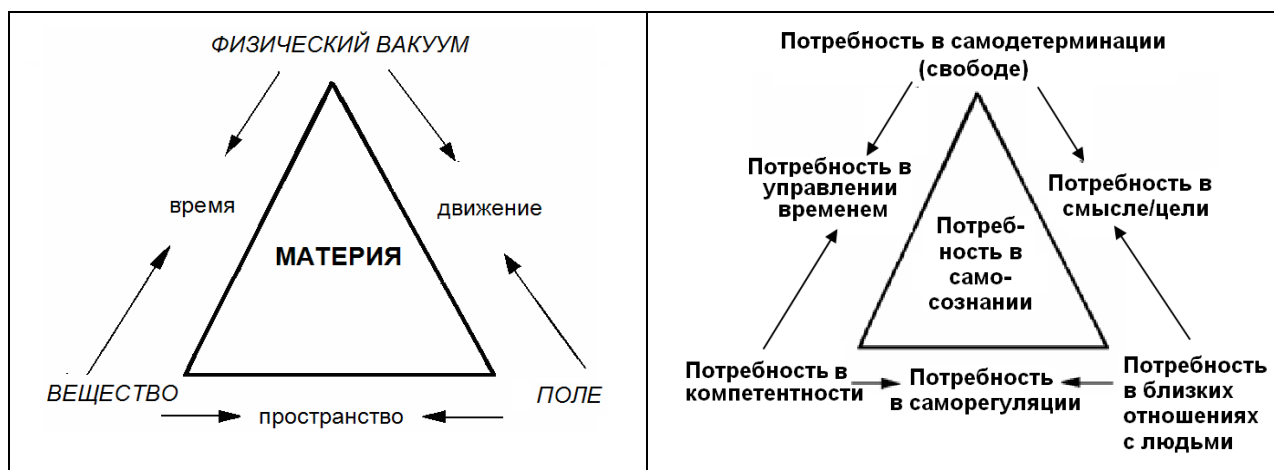 ФИЗИЧЕСКИЙ ВАКУУМ
время
движение
МАТЕРИЯ
ВЕЩЕСТВО
ПОЛЕ
пространство
Потребность в самодетерминации
(свободе)
Потребность в
управлении
временем
Потребность в
смысле/цели
Потреб-
ность в
само-
сознании
Потребность в
компетентности
Потребность
в саморегуляции
Потребность
в близких
отношениях
с людьми